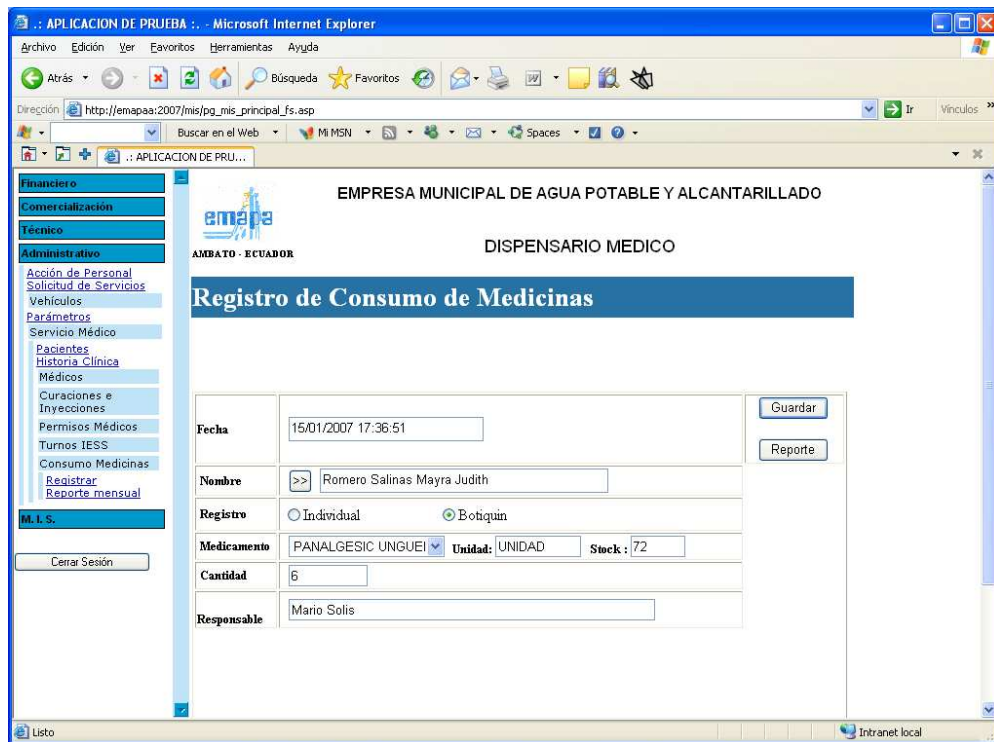 .: APLICACION DE PRUEBA :. - Microsoft Internet Explorer
Archivo Edición Ver Favoritos Herramientas Ayuda
Atrás Búsqueda Favoritos
Dirección http://emapaa:2007/mis/pg_mis_principal_fs.asp Ir Vínculos »
Buscar en el Web Mi MSN Spaces
.: APLICACION DE PRU...
Financiero
Comercialización
Técnico
Administrativo
Acción de Personal
Solicitud de Servicios
Vehículos
Parámetros
Servicio Médico
Pacientes
Historia Clínica
Médicos
Curaciones e
Inyecciones
Permisos Médicos
Turnos IESS
Consumo Medicinas
Registrar
Reporte mensual
M. I. S.
Cerrar Sesión
emapa
AMBATO - ECUADOR
EMPRESA MUNICIPAL DE AGUA POTABLE Y ALCANTARILLADO
DISPENSARIO MEDICO
Registro de Consumo de Medicinas
Fecha 15/01/2007 17:36:51
Guardar
Reporte
Nombre >> Romero Salinas Mayra Judith
Registro Individual Botiquin
Medicamento PANALGESIC UNGUEI Unidad: UNIDAD Stock : 72
Cantidad 6
Responsable Mario Solis
Listo Intranet local